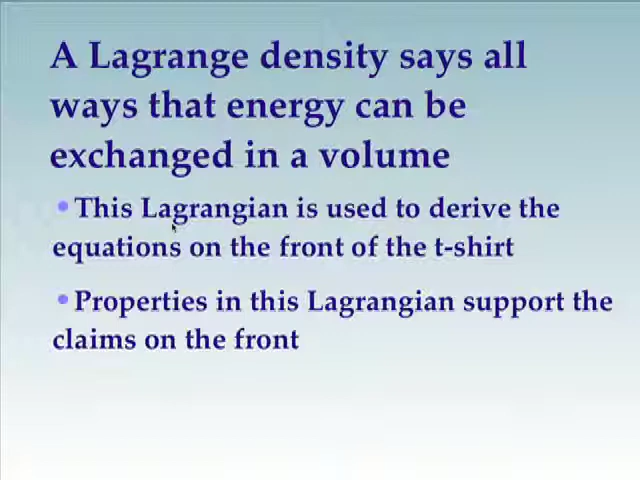 A Lagrange density says all
ways that energy can be
exchanged in a volume
•This Lagrangian is used to derive the
equations on the front of the t-shirt
•Properties in this Lagrangian support the
claims on the front